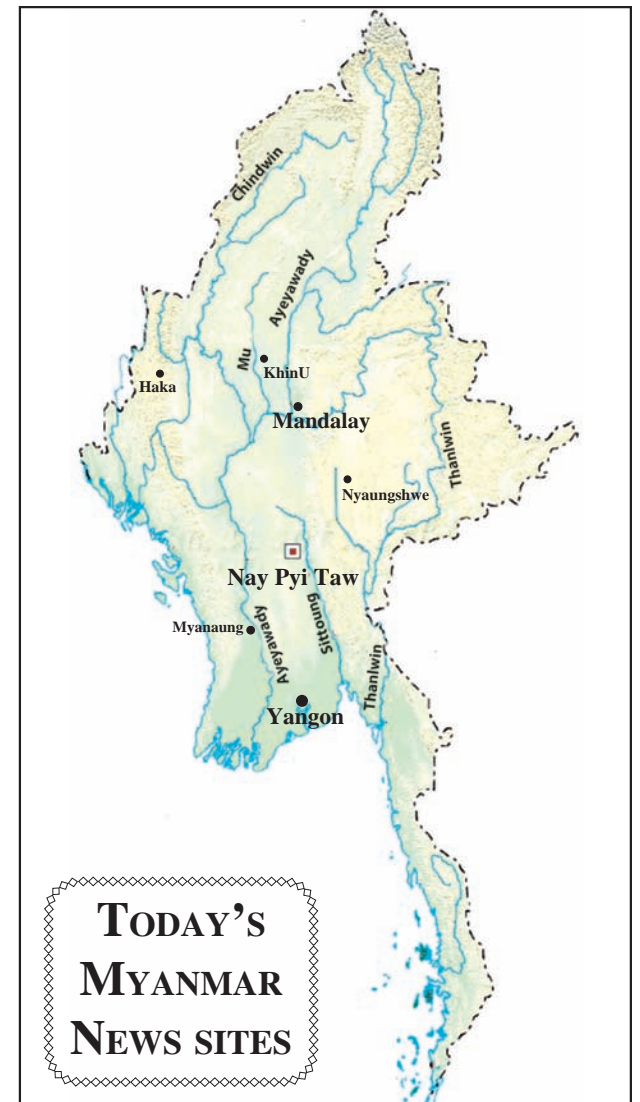 Chindwin
Ayeyawady
Mu
KhinU
Haka
Mandalay
Thanlwin
Nyaungshwe
Nay Pyi Taw
Myanaung
Ayeyawady
Sittoung
Thanlwin
Yangon
TODAY'S
MYANMAR
NEWS SITES